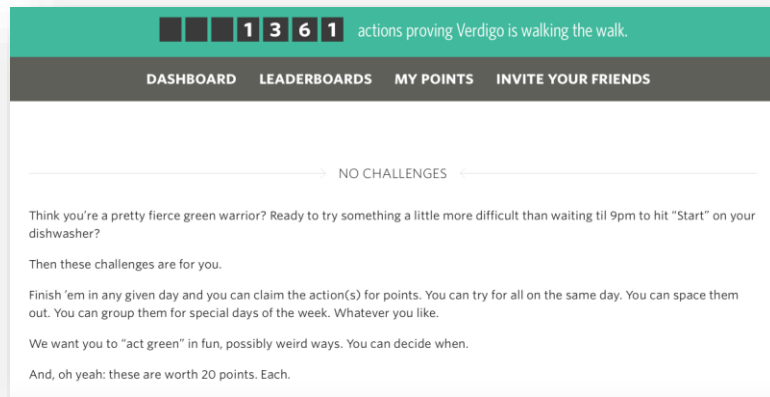 1361 actions proving Verdigo is walking the walk.
DASHBOARD LEADERBOARDS MY POINTS INVITE YOUR FRIENDS
NO CHALLENGES
Think you're a pretty fierce green warrior? Ready to try something a little more difficult than waiting til 9pm to hit "Start" on your
dishwasher?
Then these challenges are for you.
Finish 'em in any given day and you can claim the action(s) for points. You can try for all on the same day. You can space them
out. You can group them for special days of the week. Whatever you like.
We want you to "act green" in fun, possibly weird ways. You can decide when.
And, oh yeah: these are worth 20 points. Each.